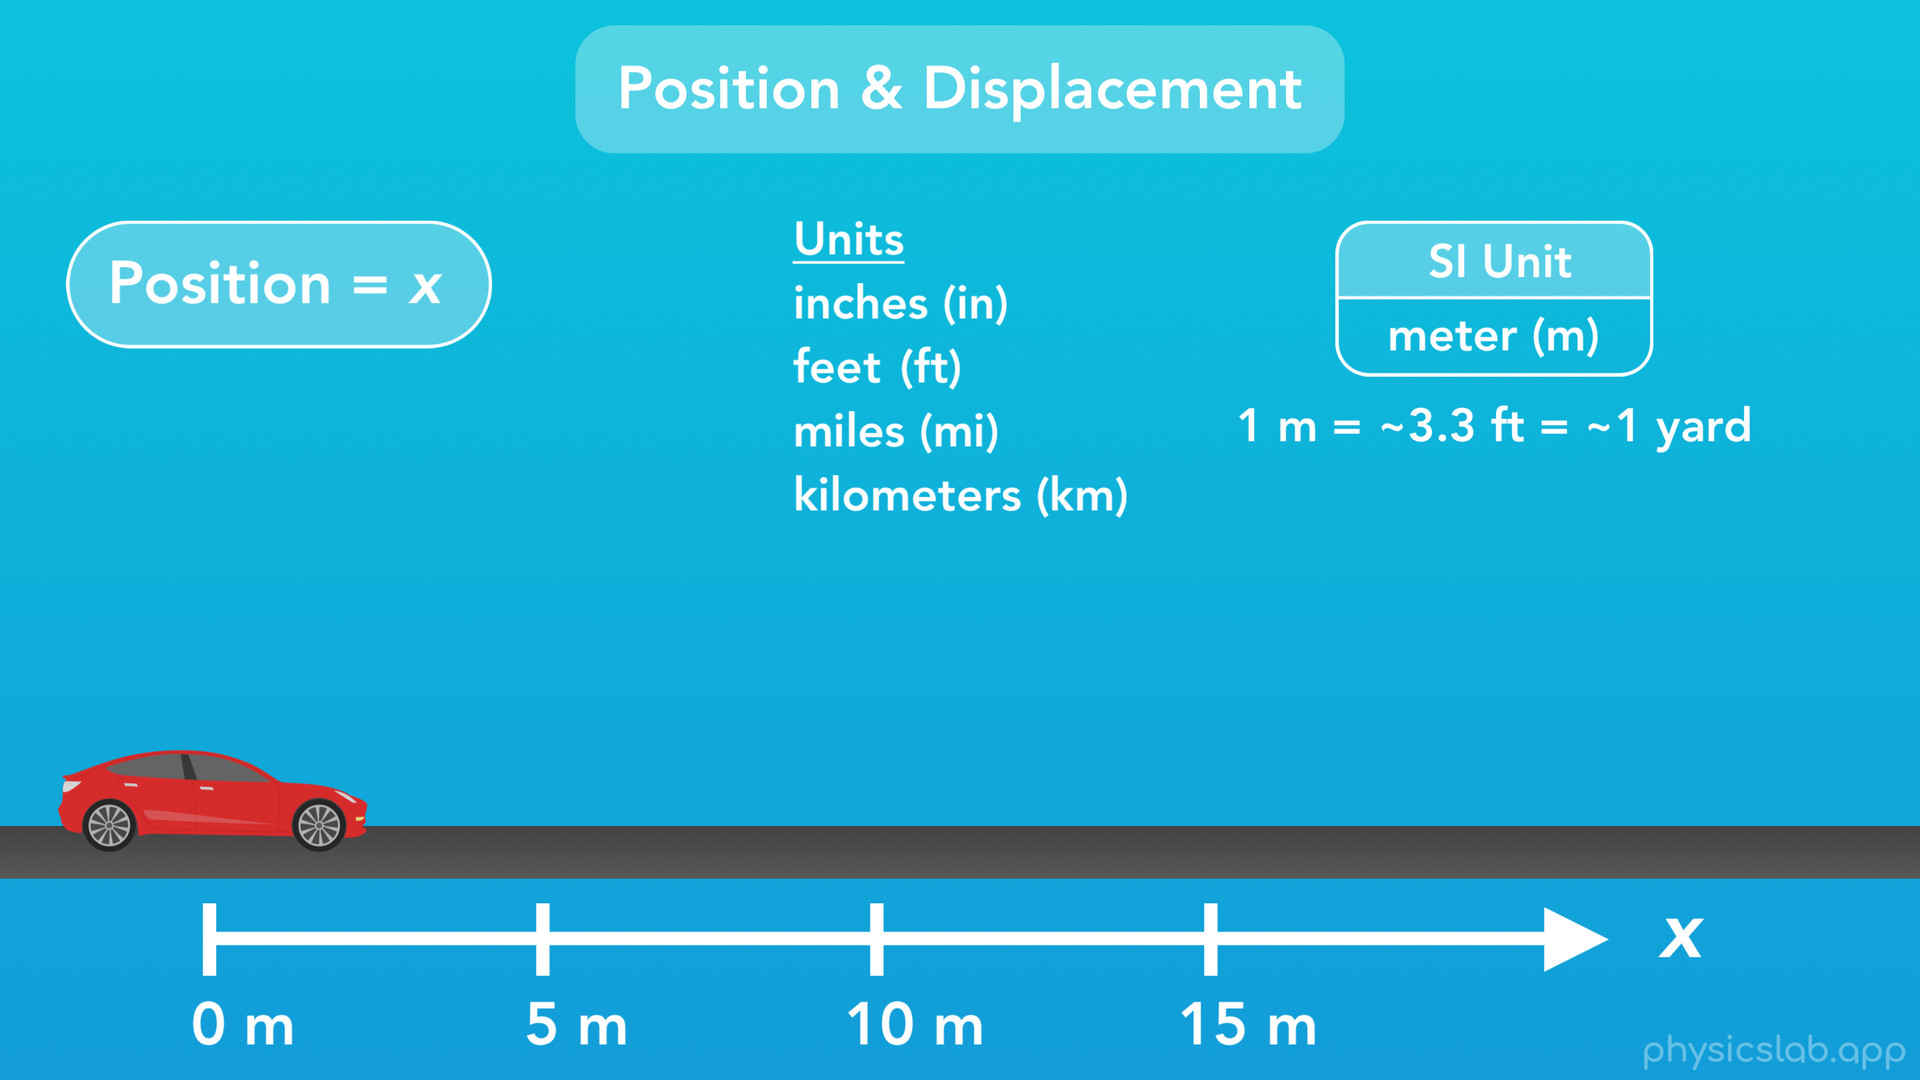 Position & Displacement
Position = x
Units
inches (in)
feet (ft)
miles (mi)
kilometers (km)
SI Unit
meter (m)
1 m = ~3.3 ft = ~1 yard
x
0 m
5 m
10 m
15 m
physicslab.app